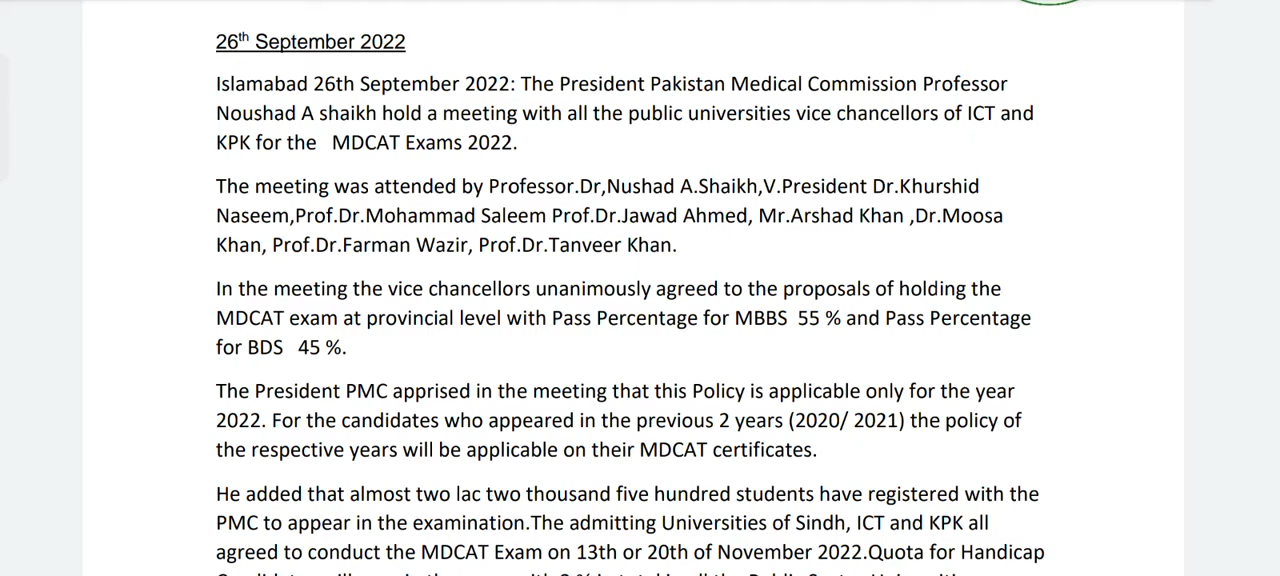 26th September 2022
Islamabad 26th September 2022: The President Pakistan Medical Commission Professor
Noushad A shaikh hold a meeting with all the public universities vice chancellors of ICT and
KPK for the MDCAT Exams 2022.
The meeting was attended by Professor.Dr,Nushad A.Shaikh,V.President Dr.Khurshid
Naseem,Prof.Dr.Mohammad Saleem Prof.Dr.Jawad Ahmed, Mr.Arshad Khan ,Dr.Moosa
Khan, Prof.Dr.Farman Wazir, Prof.Dr.Tanveer Khan.
In the meeting the vice chancellors unanimously agreed to the proposals of holding the
MDCAT exam at provincial level with Pass Percentage for MBBS 55 % and Pass Percentage
for BDS 45 %.
The President PMC apprised in the meeting that this Policy is applicable only for the year
2022. For the candidates who appeared in the previous 2 years (2020/ 2021) the policy of
the respective years will be applicable on their MDCAT certificates.
He added that almost two lac two thousand five hundred students have registered with the
PMC to appear in the examination.The admitting Universities of Sindh, ICT and KPK all
agreed to conduct the MDCAT Exam on 13th or 20th of November 2022.Quota for Handicap